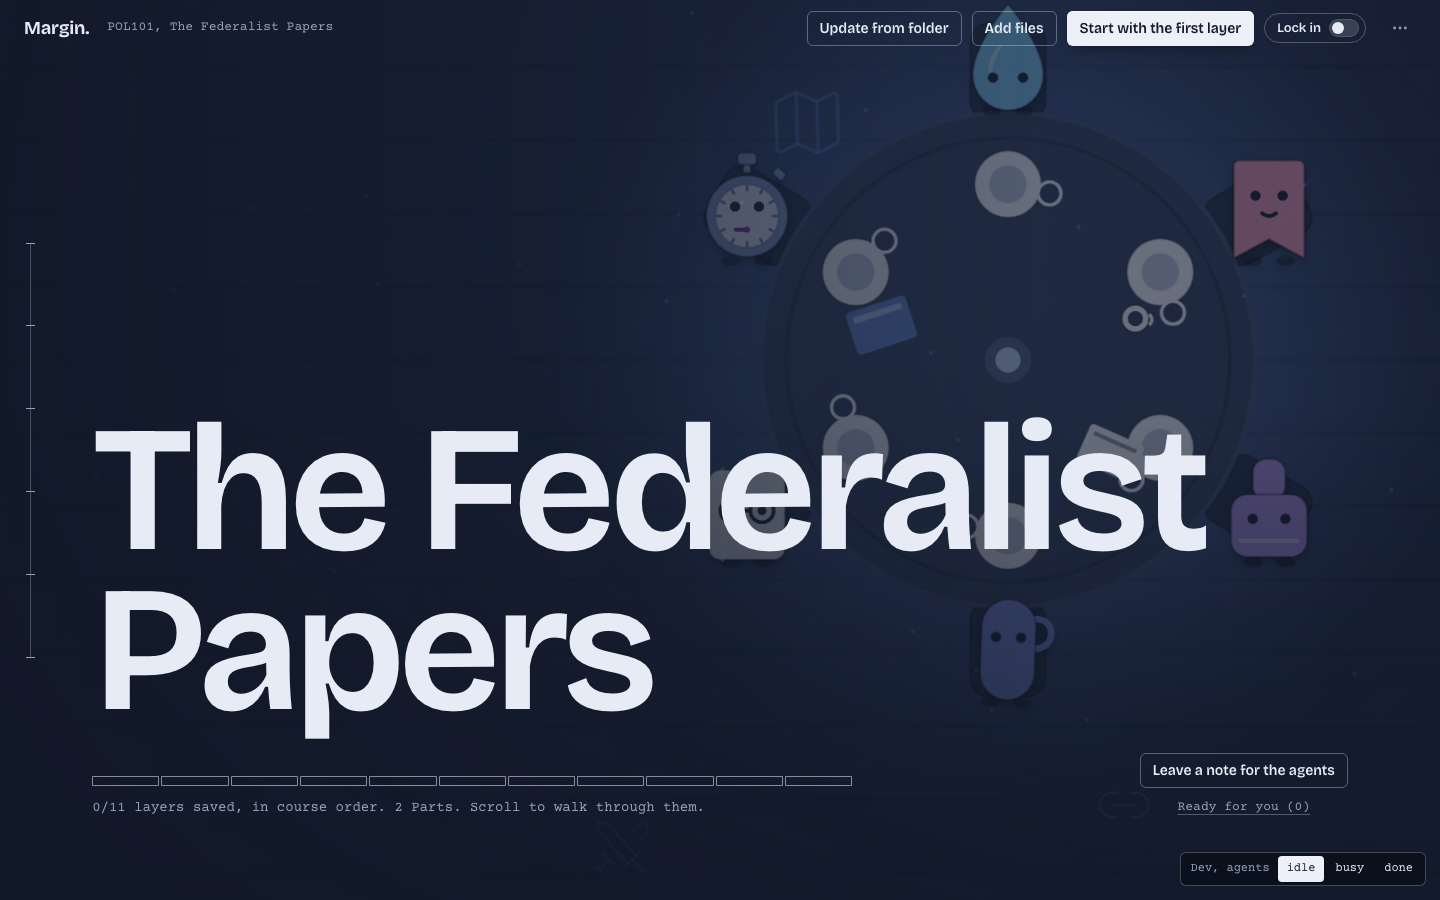 Margin.
POL101, The Federalist Papers
Update from folder
Add files
Start with the first layer
Lock in
The Federalist
Papers
0/11 layers saved, in course order. 2 Parts. Scroll to walk through them.
Leave a note for the agents
Ready for you (0)
Dev, agents idle busy done